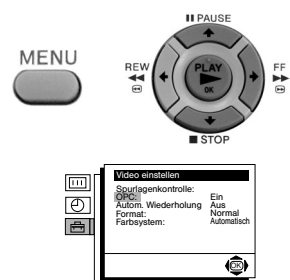 PAUSE
MENU
REW
PLAY
OK
FF
STOP
Video einstellen
Spurlagenkontrolle:
OPC: Ein
Autom. Wiederholung Aus
Format: Normal
Farbsystem: Automatisch
OK